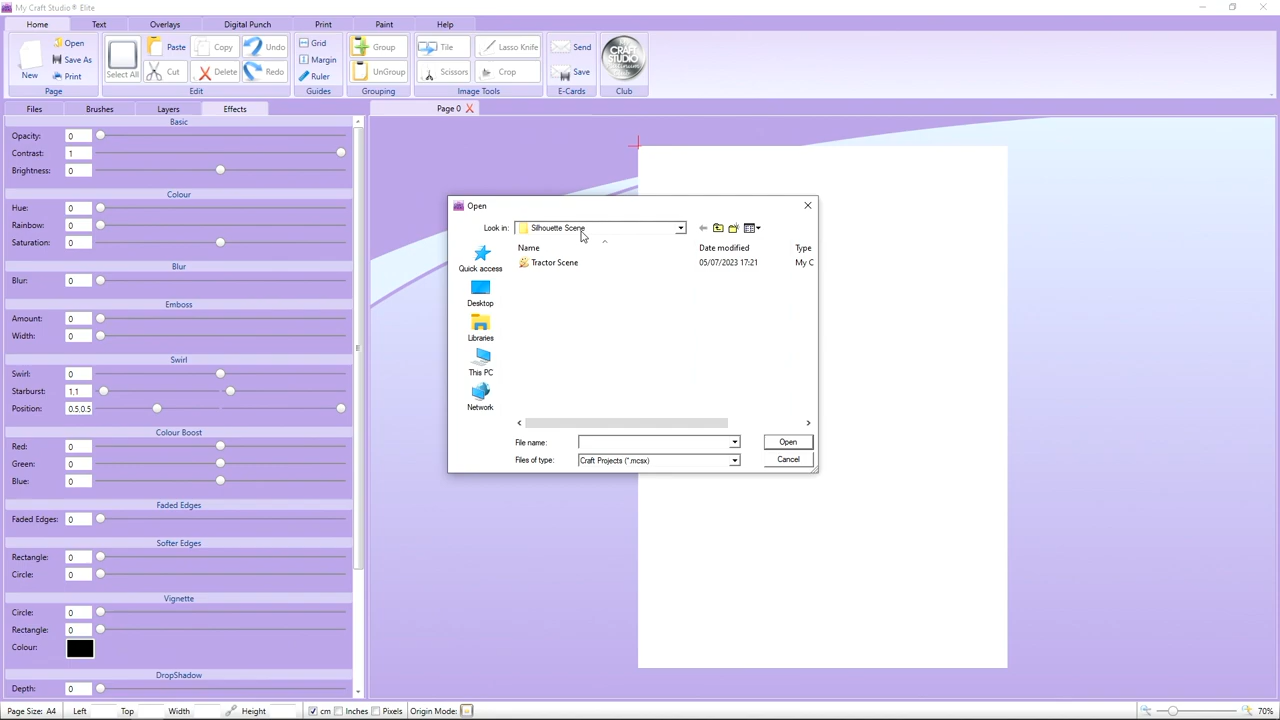 My Craft Studio® Elite
Home Text Overlays Digital Punch Print Paint Help
New Open Save As Print Select All Paste Copy Undo Cut Delete Redo Grid Margin Ruler Group UnGroup Tile Lasso Knife Scissors Crop Send Save MY CRAFT STUDIO
Page Edit Guides Grouping Image Tools E-Cards Club
Files Brushes Layers Effects Page 0
Basic
Opacity: 0
Contrast: 1
Brightness: 0
Colour
Hue: 0
Rainbow: 0
Saturation: 0
Blur
Blur: 0
Emboss
Amount: 0
Width: 0
Swirl
Swirl: 0
Starburst: 1,1
Position: 0.5,0.5
Colour Boost
Red: 0
Green: 0
Blue: 0
Faded Edges
Faded Edges: 0
Softer Edges
Rectangle: 0
Circle: 0
Vignette
Circle: 0
Rectangle: 0
Colour:
DropShadow
Depth: 0
Open
Look in: Silhouette Scene
Name Date modified Type
Tractor Scene 05/07/2023 17:21 My C
Quick access
Desktop
Libraries
This PC
Network
File name: Open
Files of type: Craft Projects (*.mcsx) Cancel
Page Size: A4 Left Top Width Height cm Inches Pixels Origin Mode: 70%